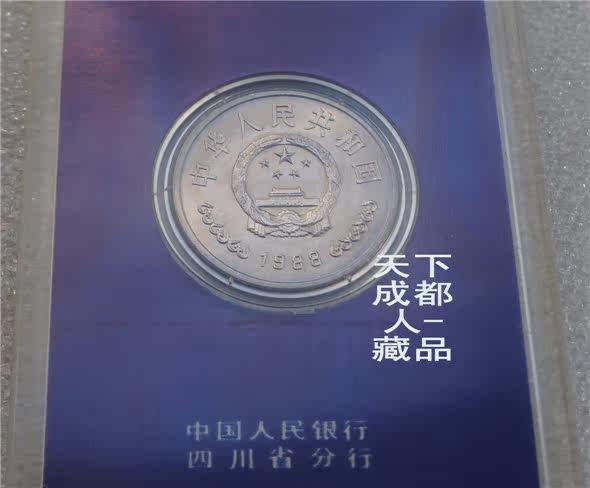 中华人民共和国
1988
天下
成都
人-
藏品
中国人民银行
四川省分行